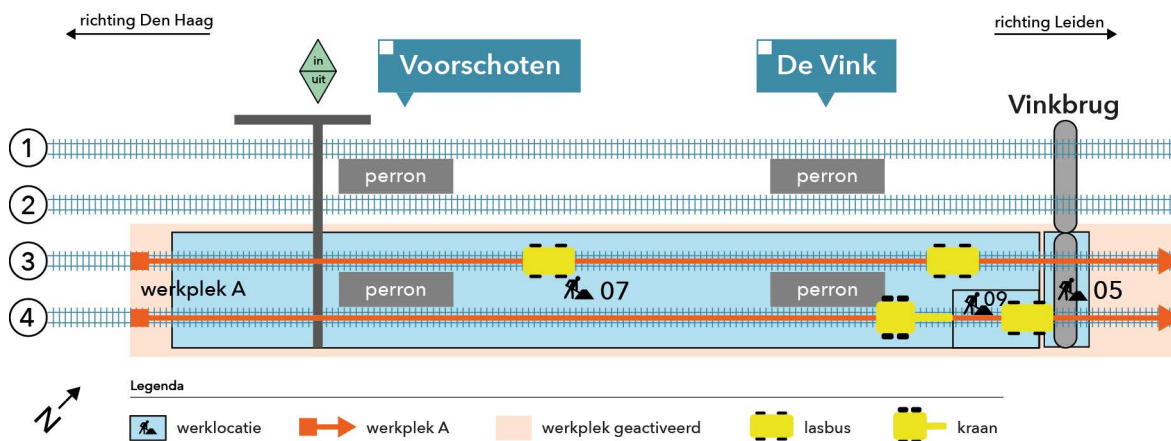 richting Den Haag
richting Leiden
in
uit
Voorschoten
De Vink
Vinkbrug
1
perron
perron
2
3
werkplek A
perron
07
perron
09
05
4
N
Legenda
werklocatie
werkplek A
werkplek geactiveerd
lasbus
kraan